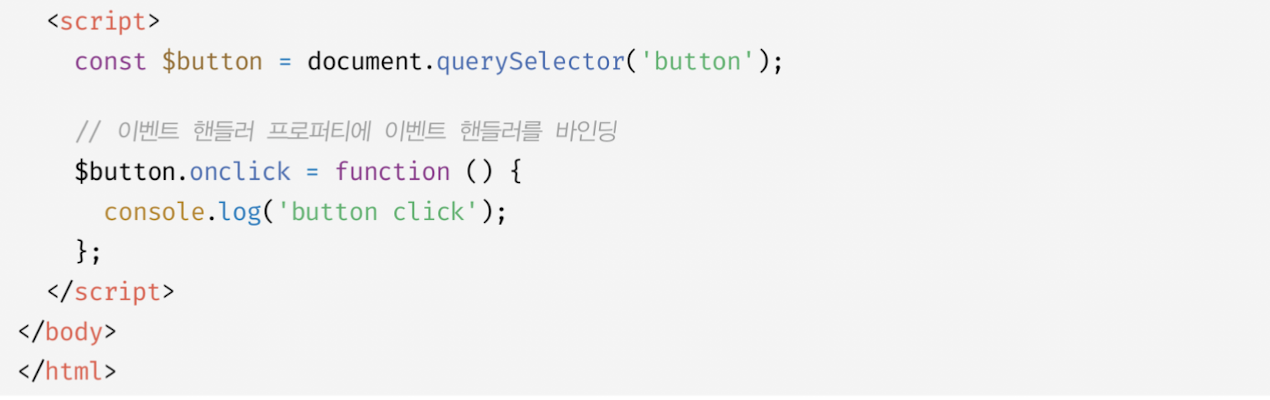 <script>
const $button = document.querySelector('button');
// 이벤트 핸들러 프로퍼티에 이벤트 핸들러를 바인딩
$button.onclick = function () {
console.log('button click');
};
</script>
</body>
</html>